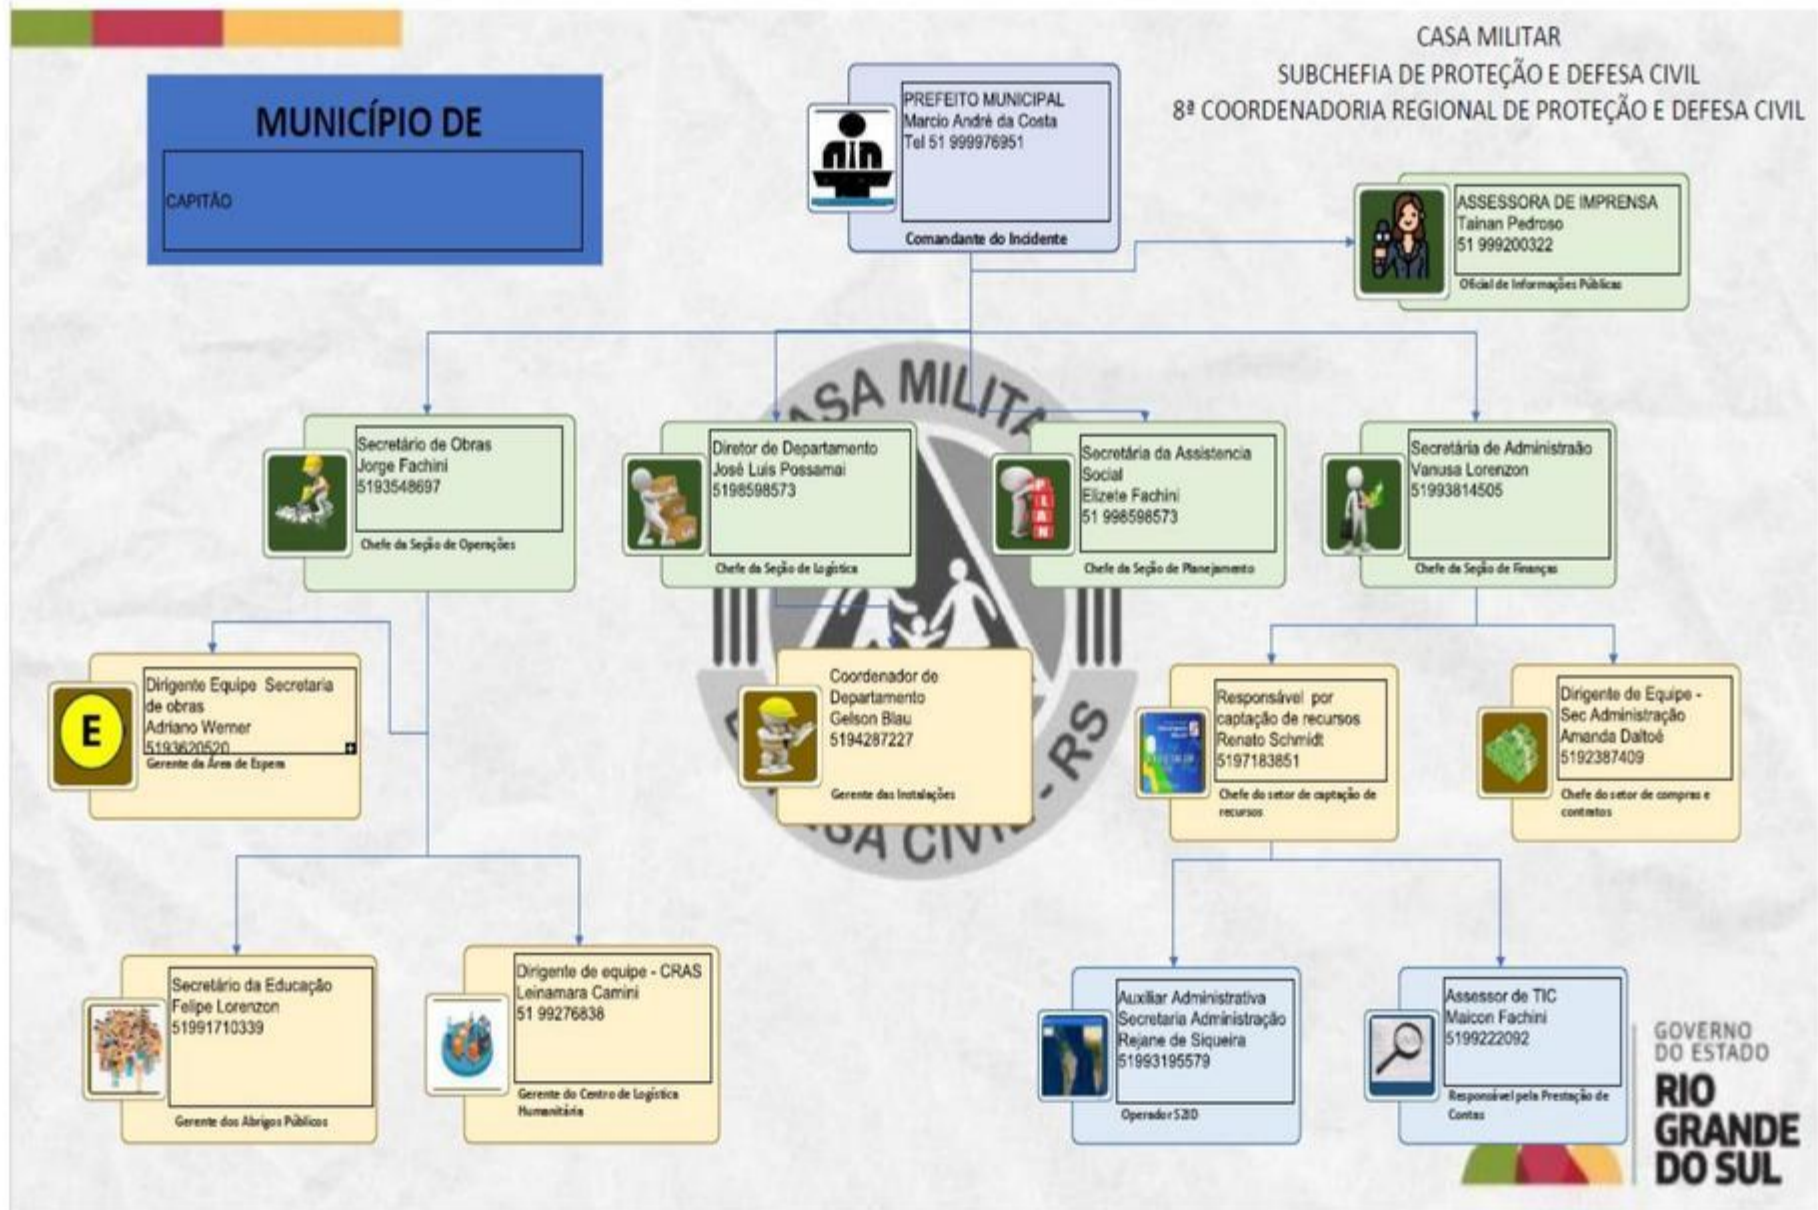 CASA MILITAR
SUBCHEFIA DE PROTEÇÃO E DEFESA CIVIL
8ª COORDENADORIA REGIONAL DE PROTEÇÃO E DEFESA CIVIL
MUNICÍPIO DE
CAPITÃO
PREFEITO MUNICIPAL
Marcio André da Costa
Tel 51 999976951
Comandante do Incidente
ASSESSORA DE IMPRENSA
Tainan Pedroso
51 999200322
Oficial de Informações Públicas
Secretário de Obras
Jorge Fachini
5193548697
Chefe da Seção de Operações
Diretor de Departamento
José Luis Possamai
5198598573
Chefe da Seção de Logística
PLAN
Secretária da Assistencia
Social
Elizete Fachini
51 998598573
Chefe da Seção de Planejamento
Secretária de Administraão
Vanusa Lorenzon
51993814505
Chefe da Seção de Finanças
E
Dirigente Equipe Secretaria
de obras
Adriano Werner
5193620520
Gerente da Área de Espera
Coordenador de
Departamento
Gelson Blau
5194287227
Gerente das Instalações
Responsável por
captação de recursos
Renato Schmidt
5197183851
Chefe do setor de captação de
recursos
Dirigente de Equipe -
Sec Administração
Amanda Daltoé
5192387409
Chefe do setor de compras e
contratos
Secretário da Educação
Felipe Lorenzon
51991710339
Gerente dos Abrigos Públicos
Dirigente de equipe - CRAS
Leinamara Camini
51 99276838
Gerente do Centro de Logística
Humanitária
Auxiliar Administrativa
Secretaria Administração
Rejane de Siqueira
51993195579
Operador S2ID
Assessor de TIC
Maicon Fachini
5199222092
Responsável pela Prestação de
Contas
CASA MILITA
SA CIVIL - RS
GOVERNO
DO ESTADO
RIO
GRANDE
DO SUL